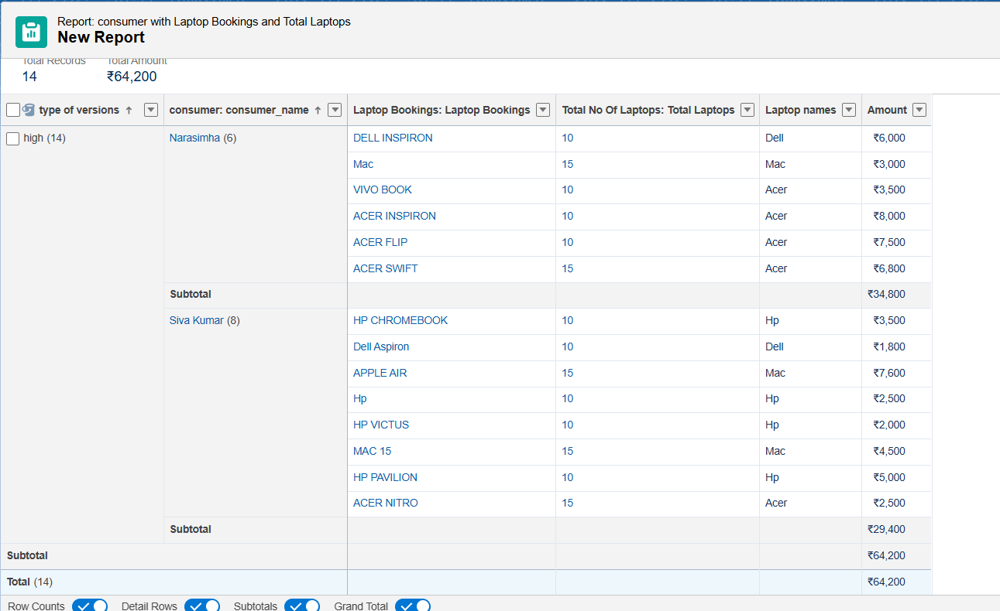 Report: consumer with Laptop Bookings and Total Laptops
New Report
Total Records Total Amount
14 ₹64,200
type of versions ↑ consumer: consumer_name ↑ Laptop Bookings: Laptop Bookings Total No Of Laptops: Total Laptops Laptop names Amount
high (14) Narasimha (6) DELL INSPIRON 10 Dell ₹6,000
Mac 15 Mac ₹3,000
VIVO BOOK 10 Acer ₹3,500
ACER INSPIRON 10 Acer ₹8,000
ACER FLIP 10 Acer ₹7,500
ACER SWIFT 15 Acer ₹6,800
Subtotal ₹34,800
Siva Kumar (8) HP CHROMEBOOK 10 Hp ₹3,500
Dell Aspiron 10 Dell ₹1,800
APPLE AIR 15 Mac ₹7,600
Hp 10 Hp ₹2,500
HP VICTUS 10 Hp ₹2,000
MAC 15 15 Mac ₹4,500
HP PAVILION 10 Hp ₹5,000
ACER NITRO 15 Acer ₹2,500
Subtotal ₹29,400
Subtotal ₹64,200
Total (14) ₹64,200
Row Counts Detail Rows Subtotals Grand Total